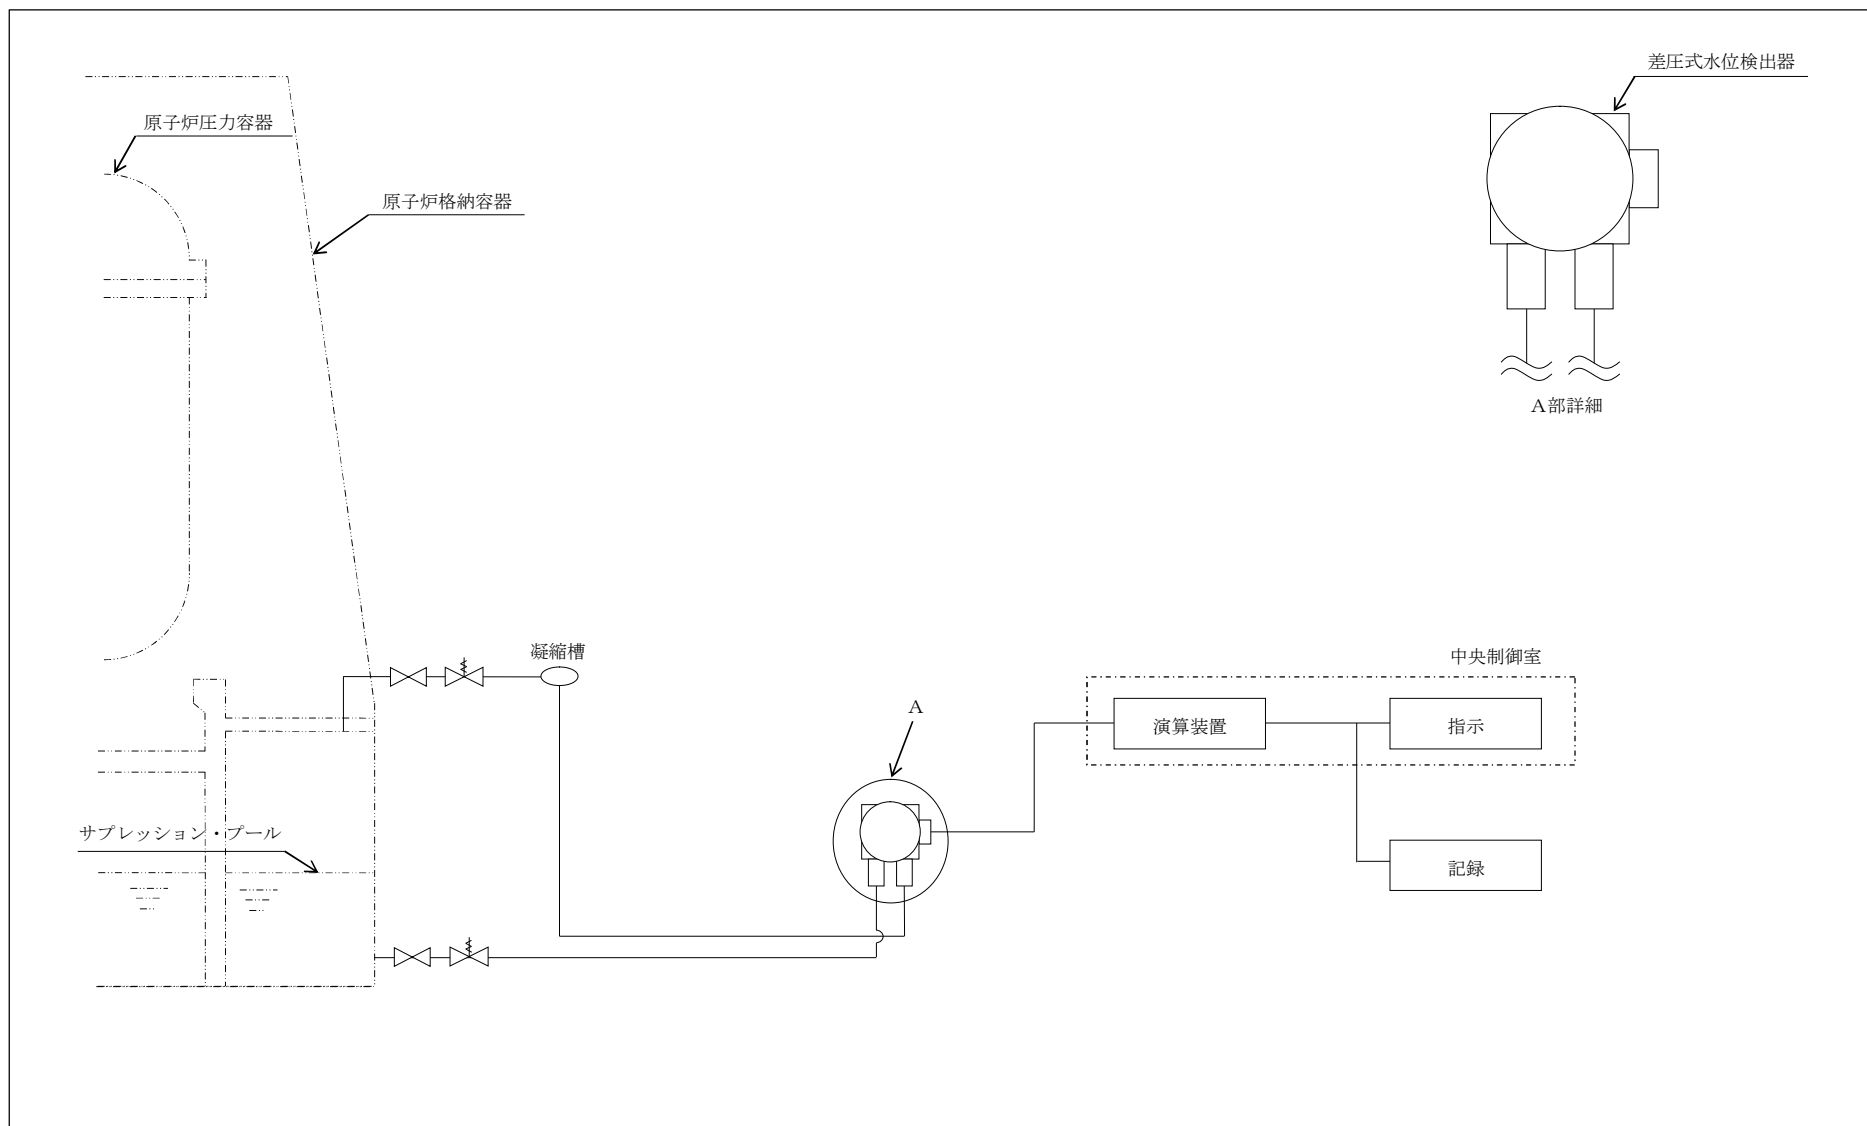 差圧式水位検出器
原子炉圧力容器
原子炉格納容器
A部詳細
凝縮槽
中央制御室
A
演算装置
指示
サプレッション・プール
記録